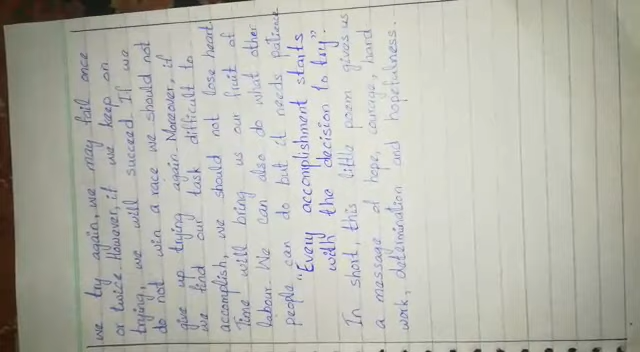 we try again, we may fail once
or twice. However, if we keep on
trying, we will succeed. If we
do not win a race we should not
give up trying again. Moreover, if
we find our task difficult to
accomplish, we should not lose heart
Time will bring us our fruit of
labour. We can also do what other
people can do but it needs patience
"Every accomplishment starts
with the decision to try."
In short, this little poem gives us
a message of hope, courage, hard
work, determination and hopefulness.